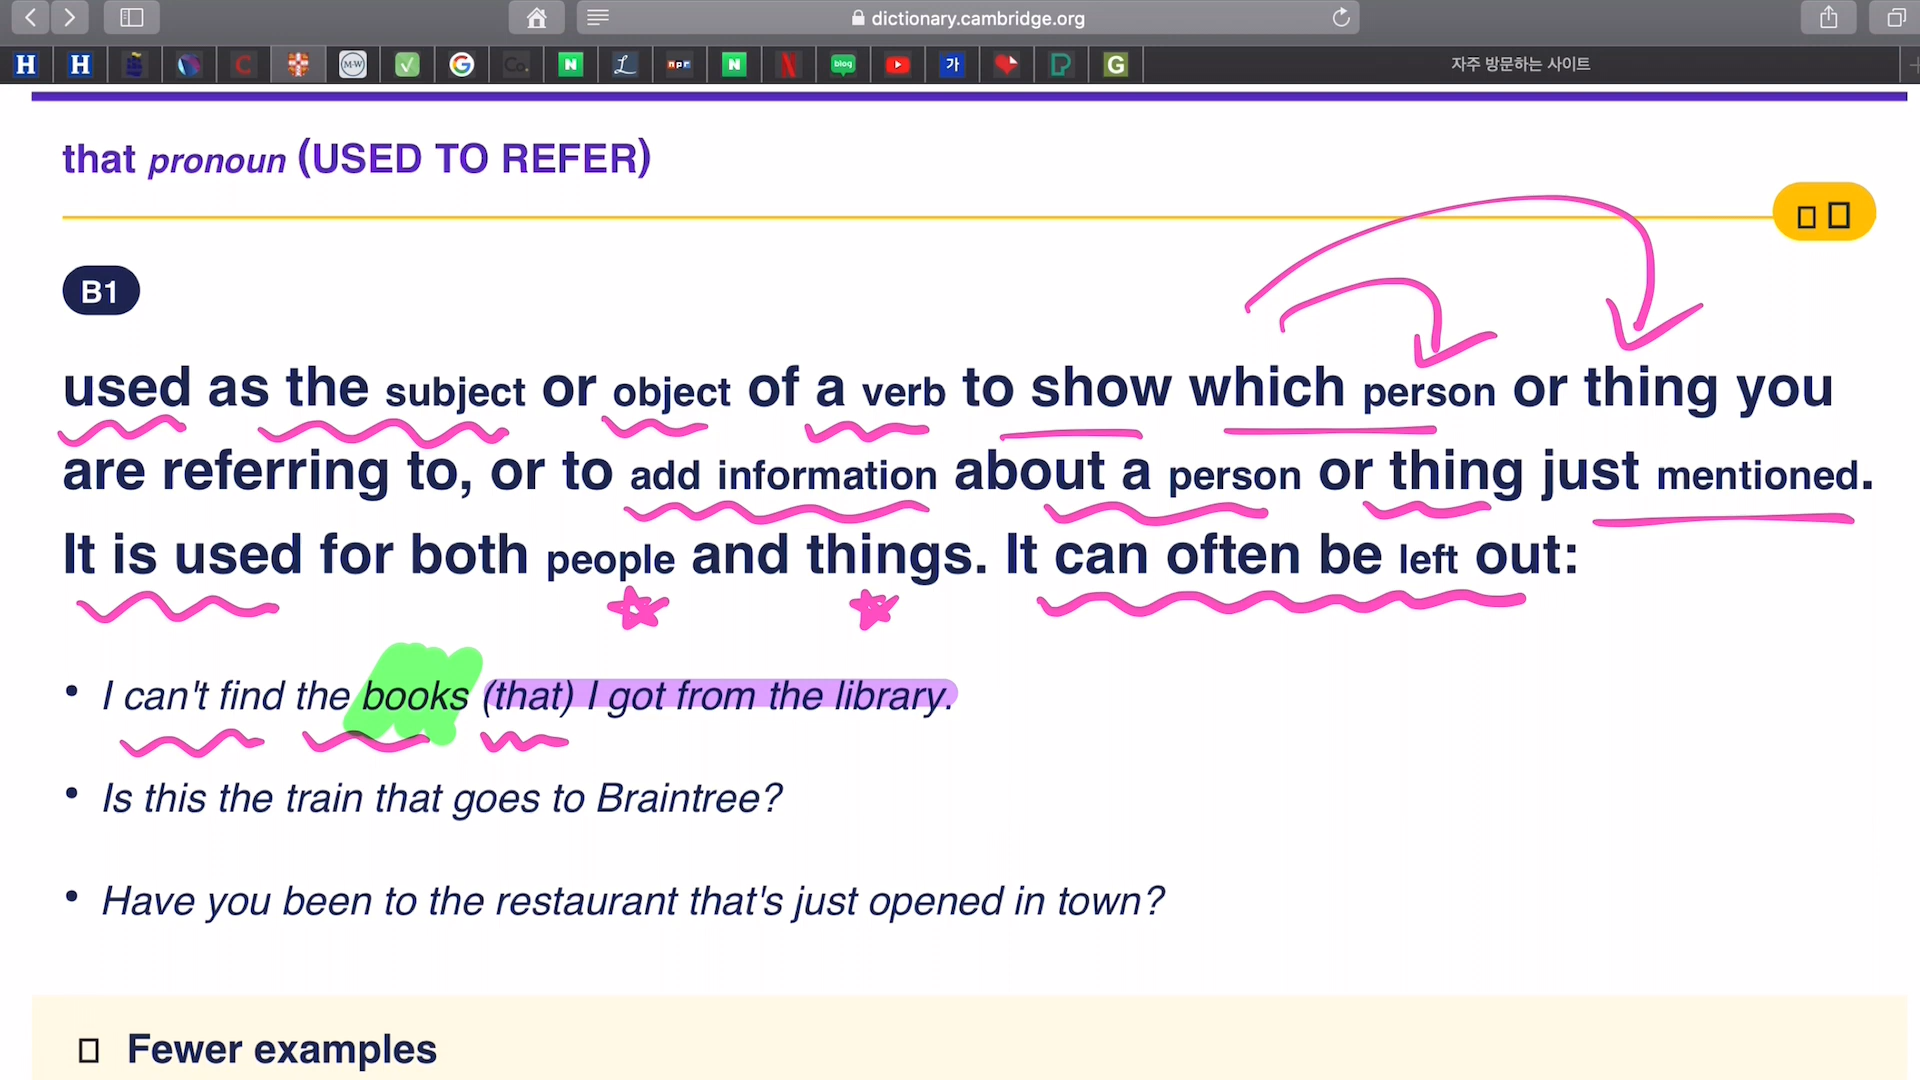 dictionary.cambridge.org
H H C M-W G Co. N L npr N N blog 가 P G 자주 방문하는 사이트
that pronoun (USED TO REFER)
B1
used as the subject or object of a verb to show which person or thing you
are referring to, or to add information about a person or thing just mentioned.
It is used for both people and things. It can often be left out:
• I can't find the books (that) I got from the library.
• Is this the train that goes to Braintree?
• Have you been to the restaurant that's just opened in town?
Fewer examples